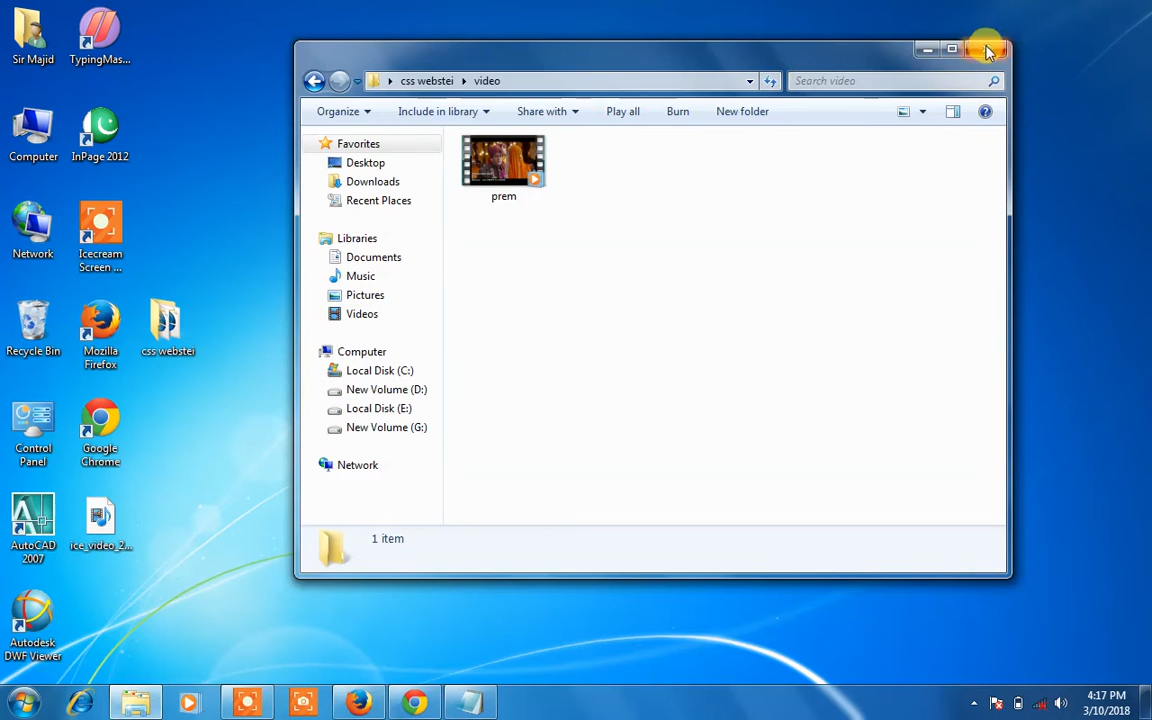 Sir Majid
TypingMas...
Computer
InPage 2012
Network
Icecream
Screen ...
Recycle Bin
Mozilla
Firefox
css webstei
Control
Panel
Google
Chrome
AutoCAD
2007
ice_video_2...
Autodesk
DWF Viewer
css webstei
video
Search video
Organize
Include in library
Share with
Play all
Burn
New folder
Favorites
Desktop
Downloads
Recent Places
Libraries
Documents
Music
Pictures
Videos
Computer
Local Disk (C:)
New Volume (D:)
Local Disk (E:)
New Volume (G:)
Network
prem
1 item
4:17 PM
3/10/2018